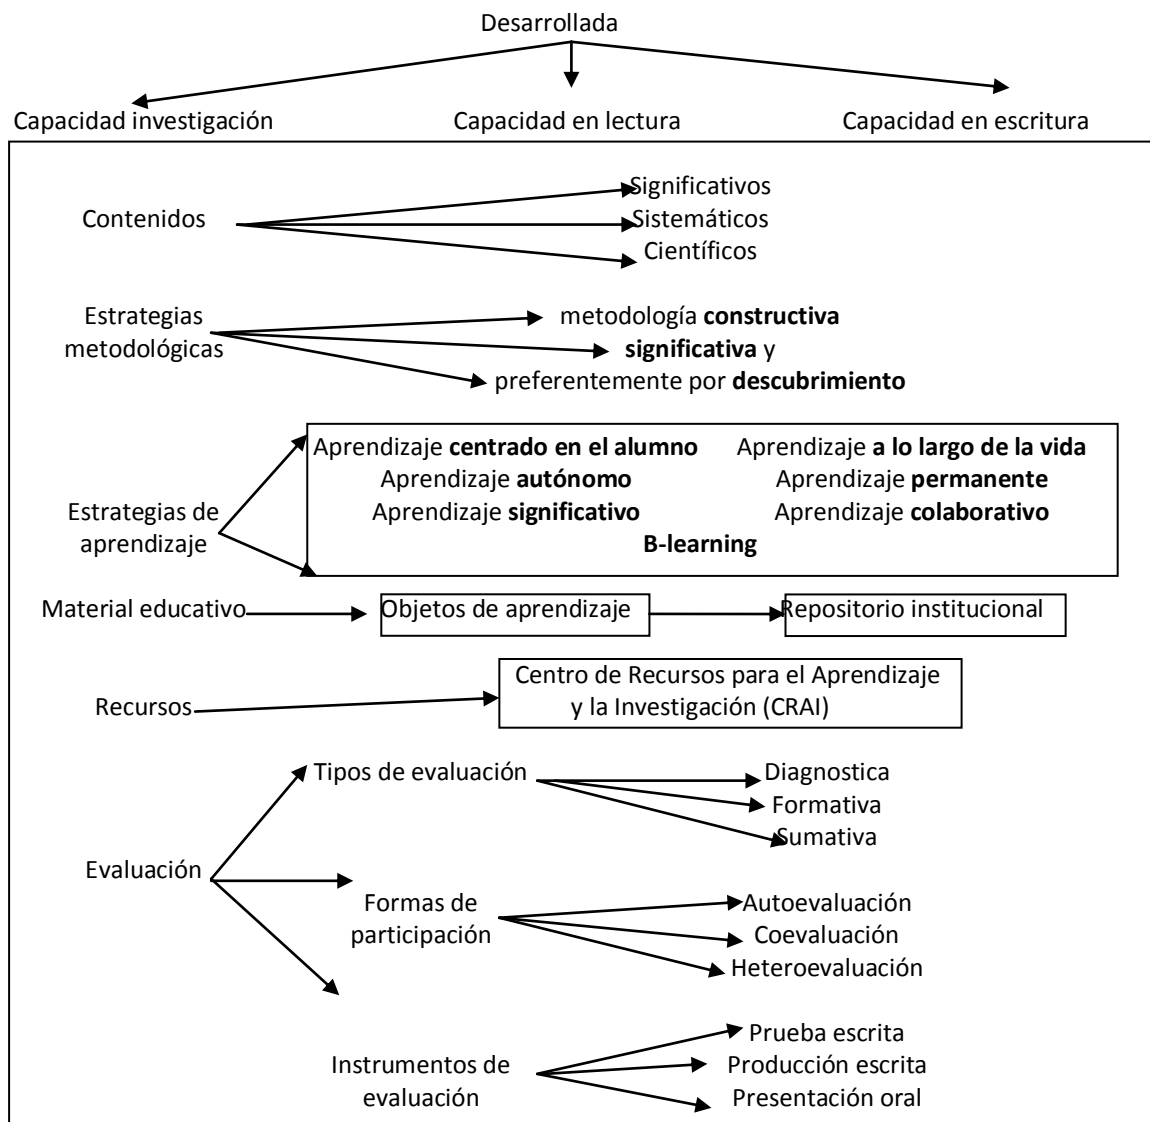 Desarrollada
Capacidad investigación
Capacidad en lectura
Capacidad en escritura
Contenidos
Significativos
Sistemáticos
Científicos
Estrategias
metodológicas
metodología constructiva
significativa y
preferentemente por descubrimiento
Estrategias de
aprendizaje
Aprendizaje centrado en el alumno
Aprendizaje a lo largo de la vida
Aprendizaje autónomo
Aprendizaje permanente
Aprendizaje significativo
Aprendizaje colaborativo
B-learning
Material educativo
Objetos de aprendizaje
Repositorio institucional
Recursos
Centro de Recursos para el Aprendizaje
y la Investigación (CRAI)
Evaluación
Tipos de evaluación
Diagnostica
Formativa
Sumativa
Formas de
participación
Autoevaluación
Coevaluación
Heteroevaluación
Instrumentos de
evaluación
Prueba escrita
Producción escrita
Presentación oral